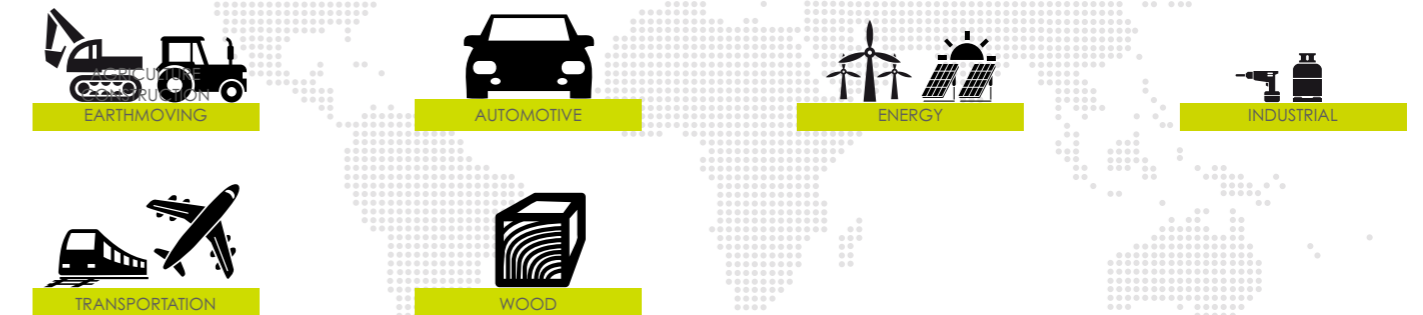 AGRICULTURE
CONSTRUCTION
EARTHMOVING
AUTOMOTIVE
ENERGY
INDUSTRIAL
TRANSPORTATION
WOOD